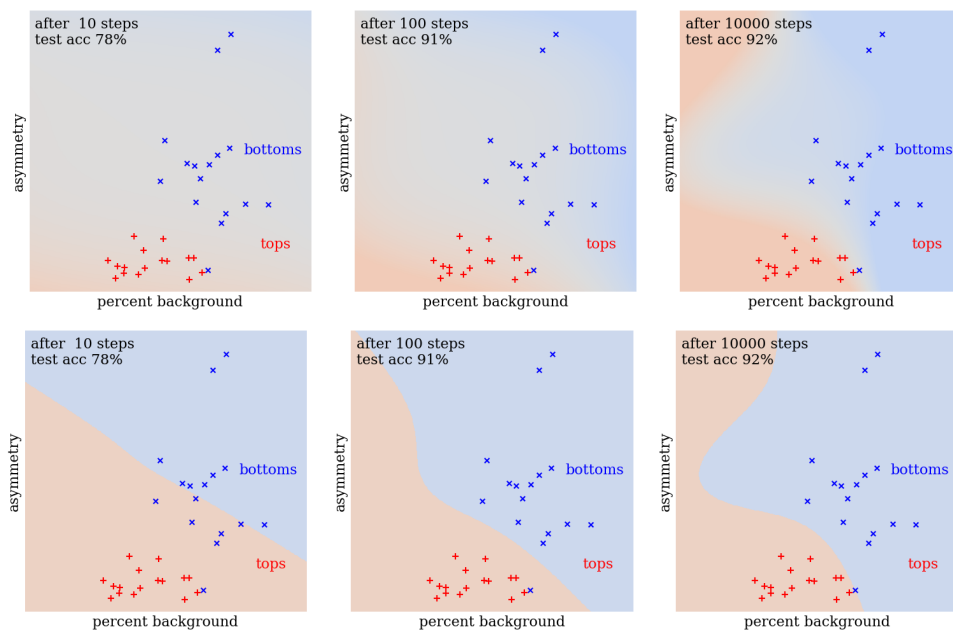 after 10 steps
test acc 78%
asymmetry
bottoms
tops
percent background
after 100 steps
test acc 91%
asymmetry
bottoms
tops
percent background
after 10000 steps
test acc 92%
asymmetry
bottoms
tops
percent background
after 10 steps
test acc 78%
asymmetry
bottoms
tops
percent background
after 100 steps
test acc 91%
asymmetry
bottoms
tops
percent background
after 10000 steps
test acc 92%
asymmetry
bottoms
tops
percent background